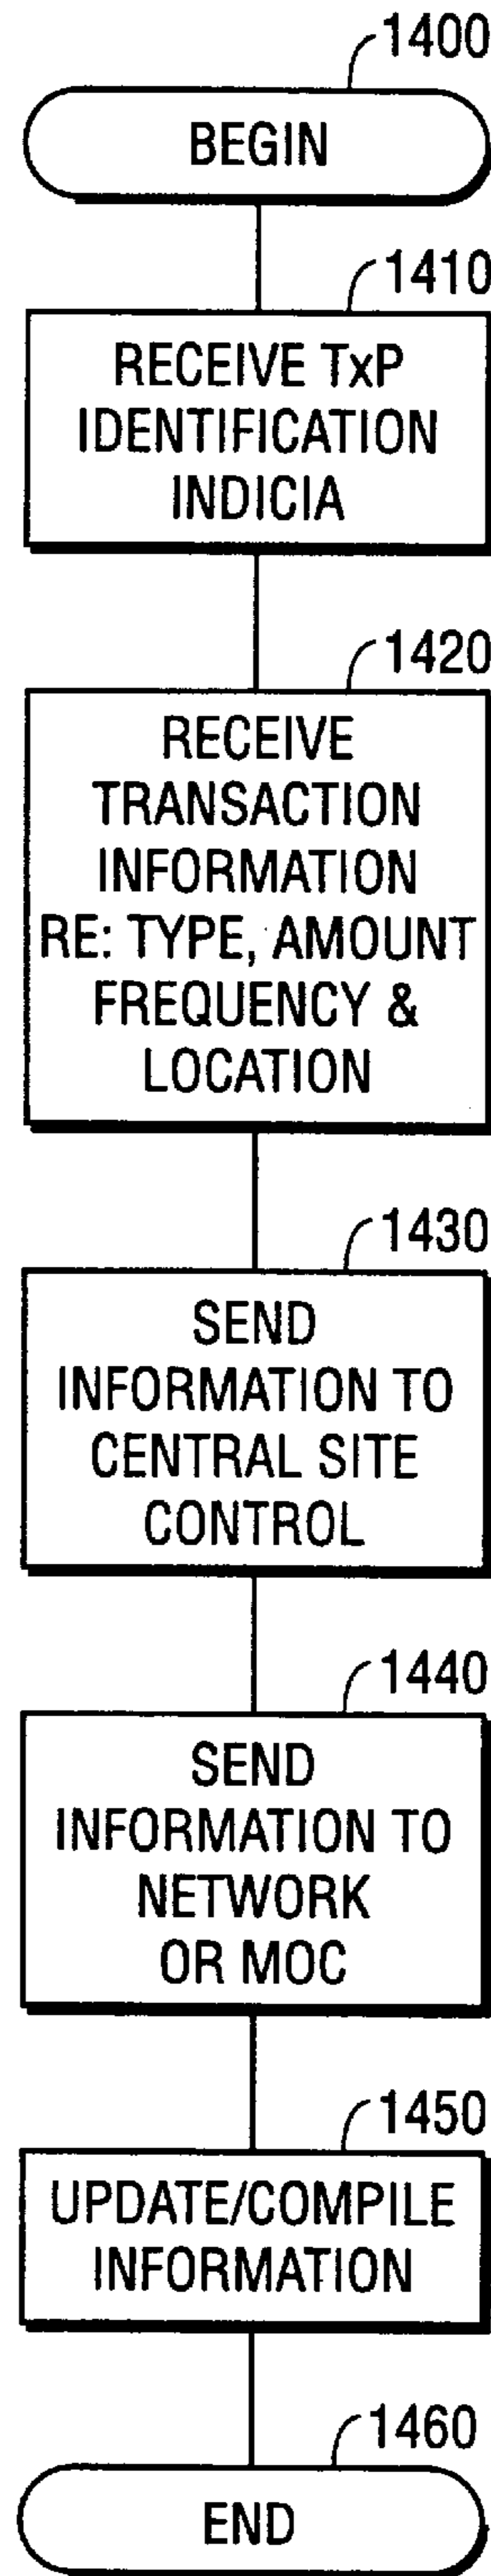 1400
BEGIN
1410
RECEIVE TxP
IDENTIFICATION
INDICIA
1420
RECEIVE
TRANSACTION
INFORMATION
RE: TYPE, AMOUNT
FREQUENCY &
LOCATION
1430
SEND
INFORMATION TO
CENTRAL SITE
CONTROL
1440
SEND
INFORMATION TO
NETWORK
OR MOC
1450
UPDATE/COMPILE
INFORMATION
1460
END